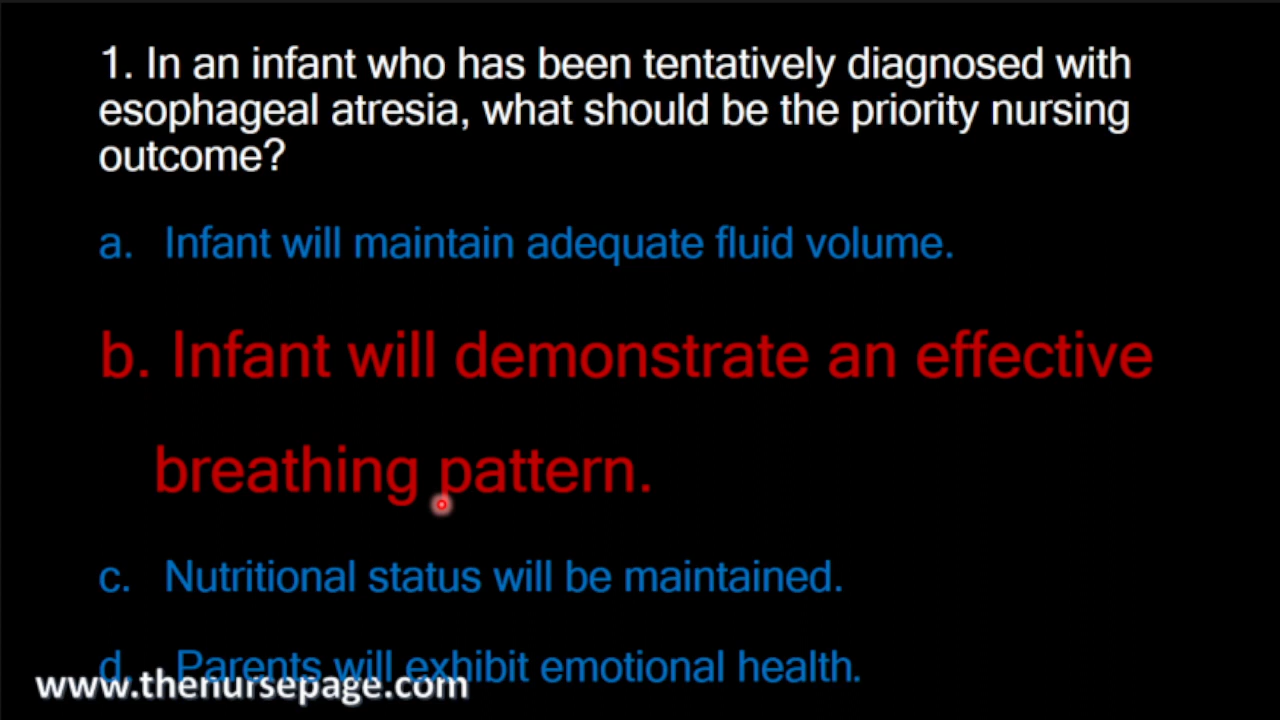 1. In an infant who has been tentatively diagnosed with
esophageal atresia, what should be the priority nursing
outcome?
a. Infant will maintain adequate fluid volume.
b. Infant will demonstrate an effective
breathing pattern.
c. Nutritional status will be maintained.
d. Parents will exhibit emotional health.
www.thenursepage.com